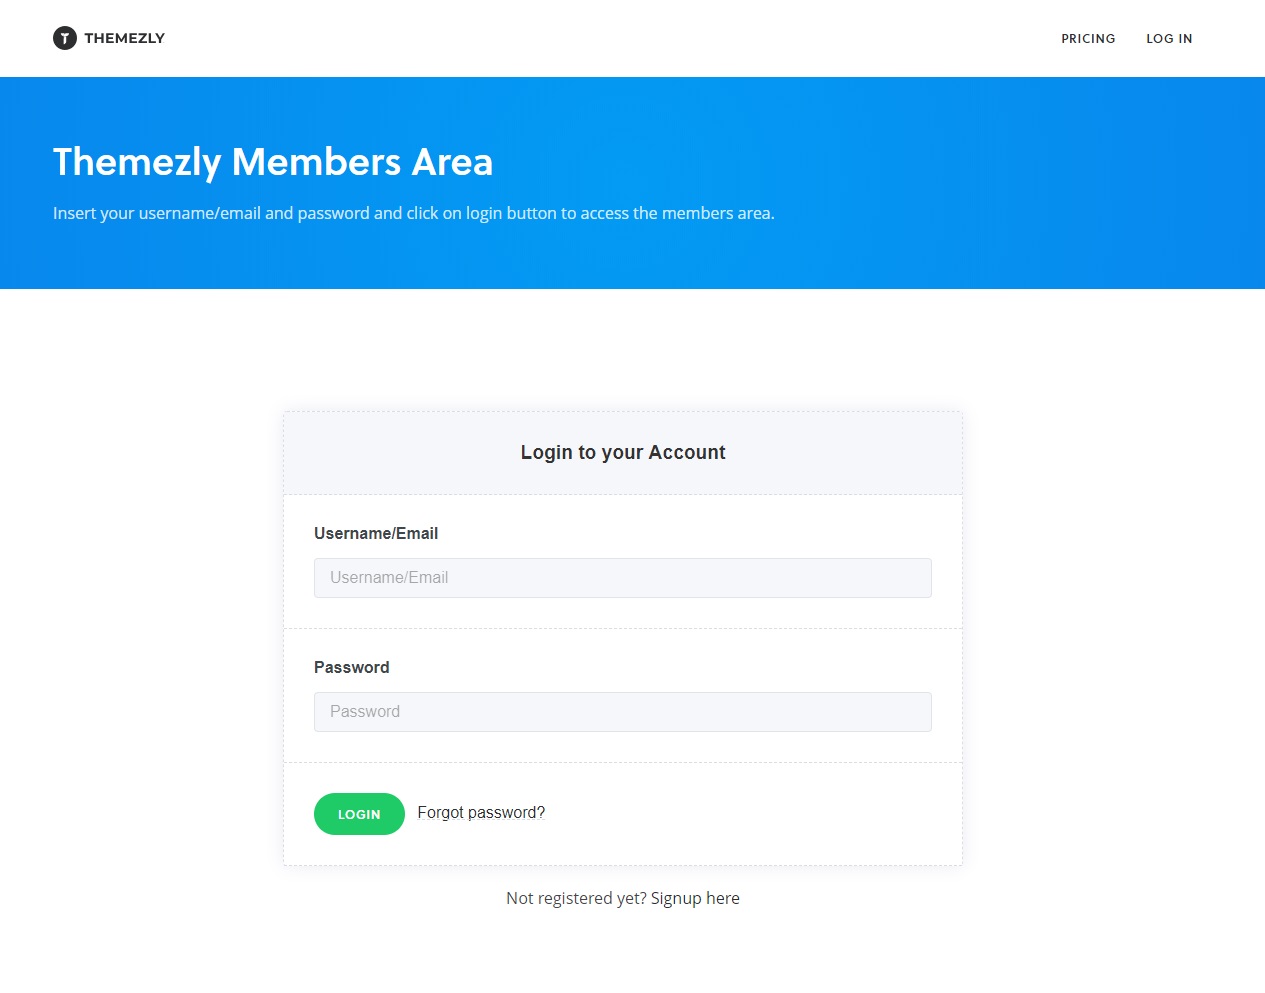 THEMEZLY
PRICING
LOG IN
Themezly Members Area
Insert your username/email and password and click on login button to access the members area.
Login to your Account
Username/Email
Username/Email
Password
Password
LOGIN
Forgot password?
Not registered yet? Signup here